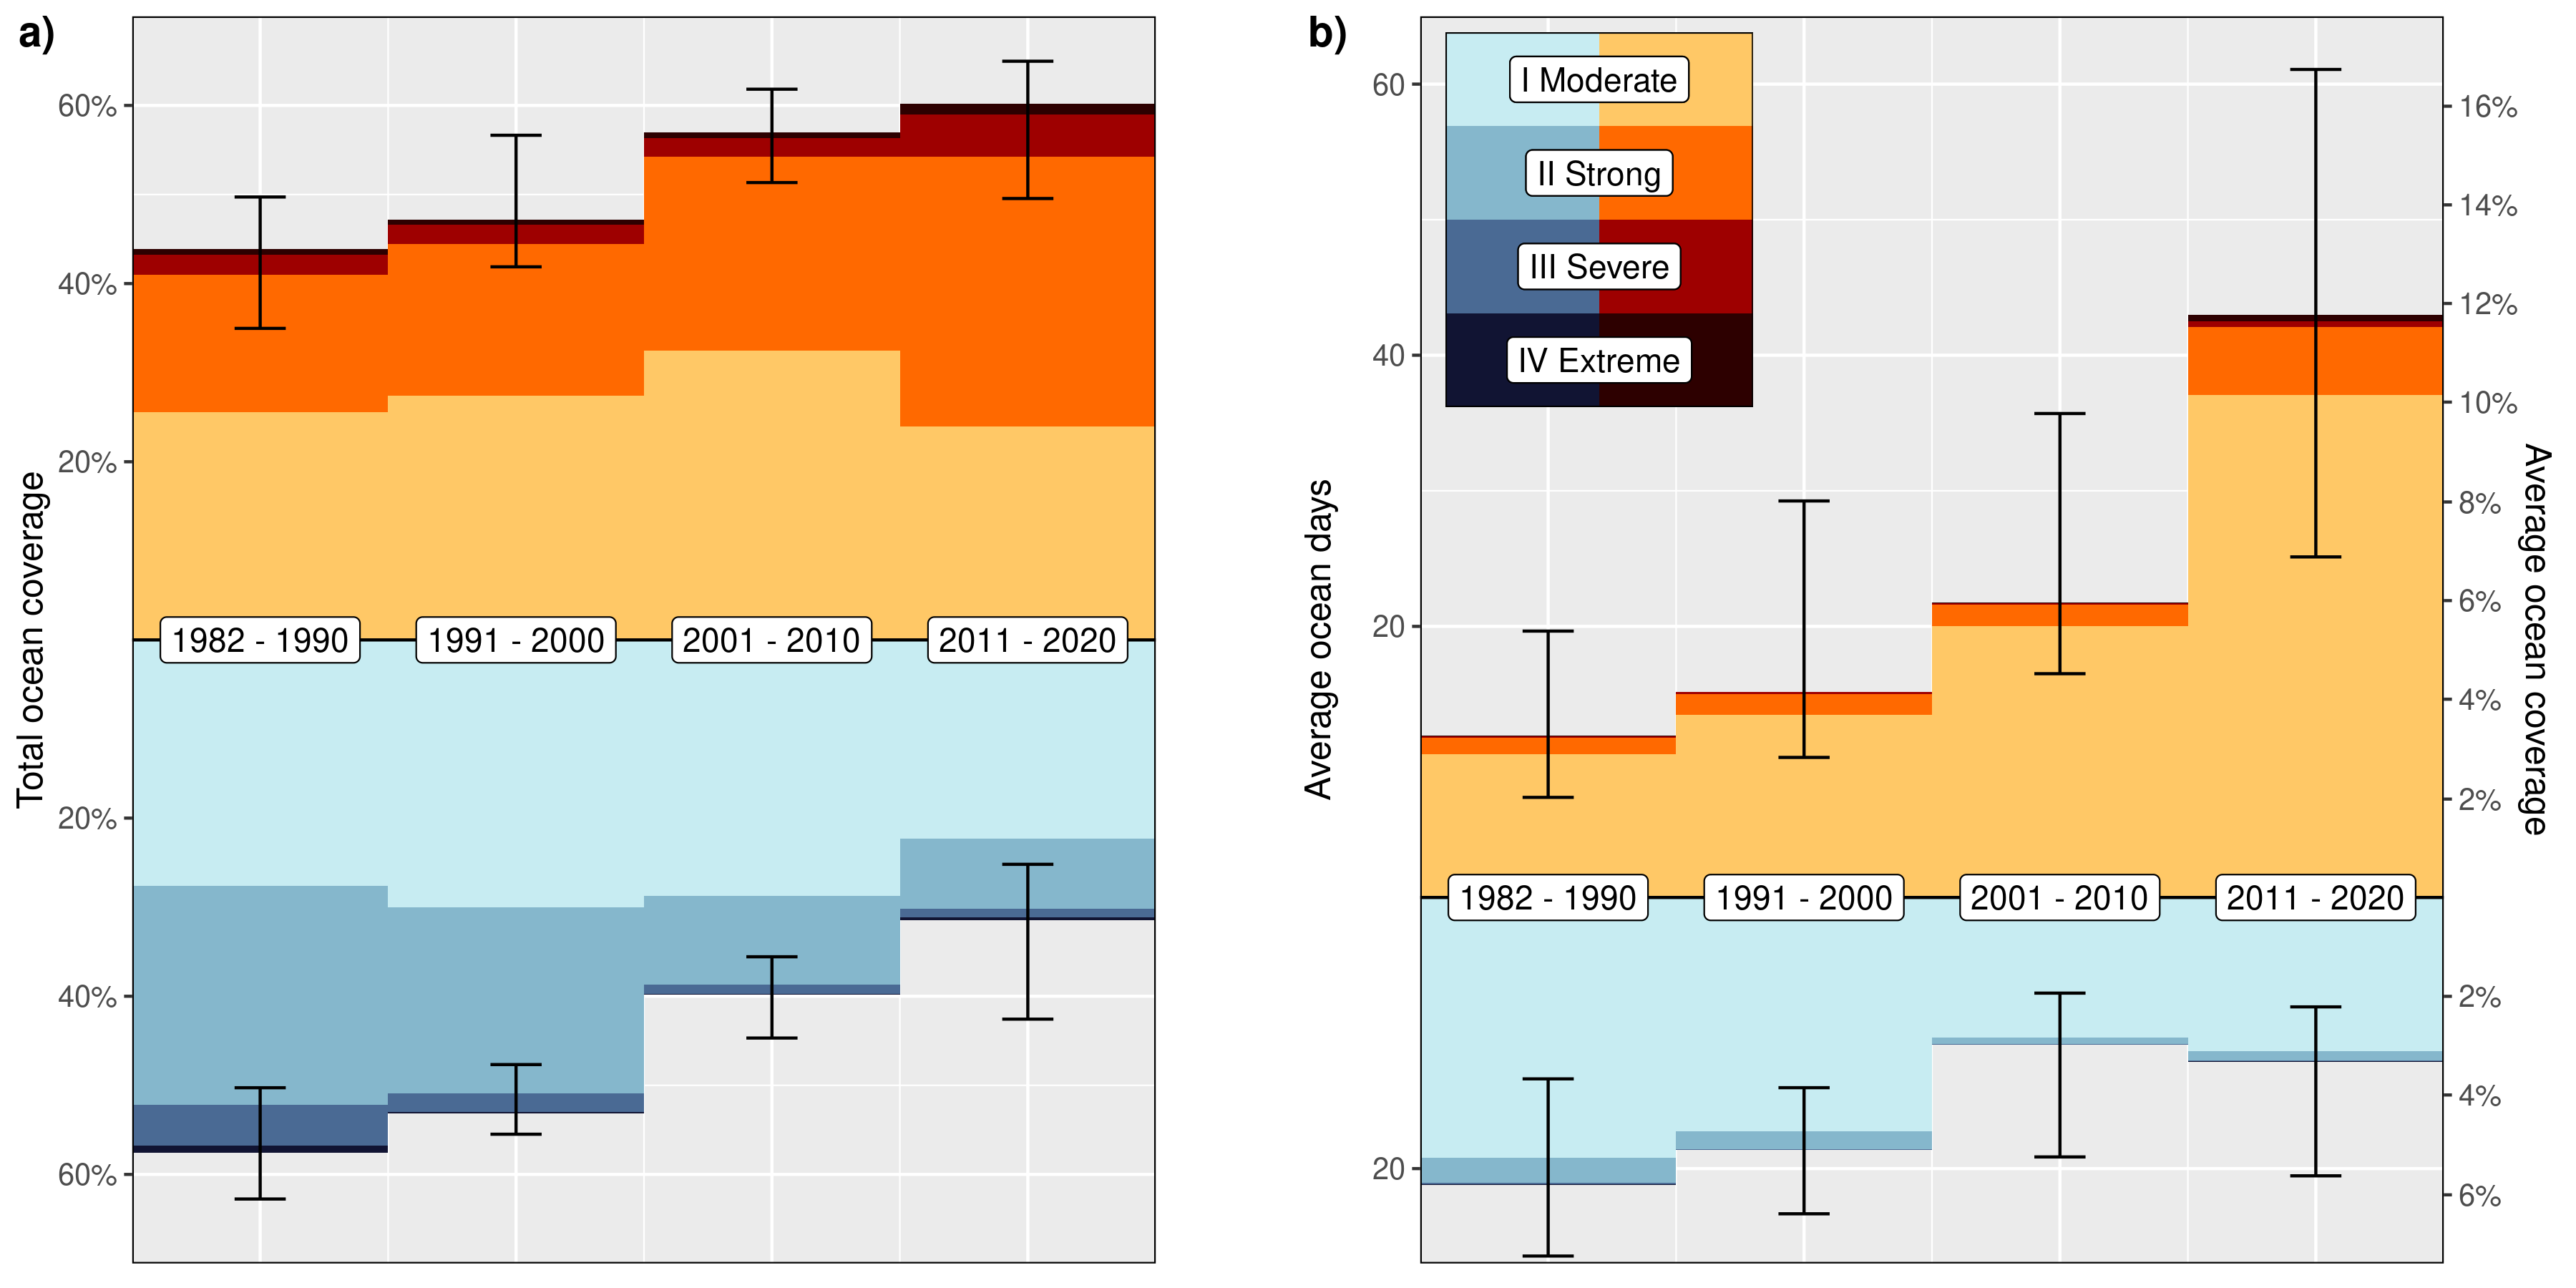 a)
Total ocean coverage
60%
40%
20%
20%
40%
60%
1982 - 1990
1991 - 2000
2001 - 2010
2011 - 2020
b)
Average ocean days
60
40
20
20
I Moderate
II Strong
III Severe
IV Extreme
1982 - 1990
1991 - 2000
2001 - 2010
2011 - 2020
16%
14%
12%
10%
8%
6%
4%
2%
2%
4%
6%
Average ocean coverage